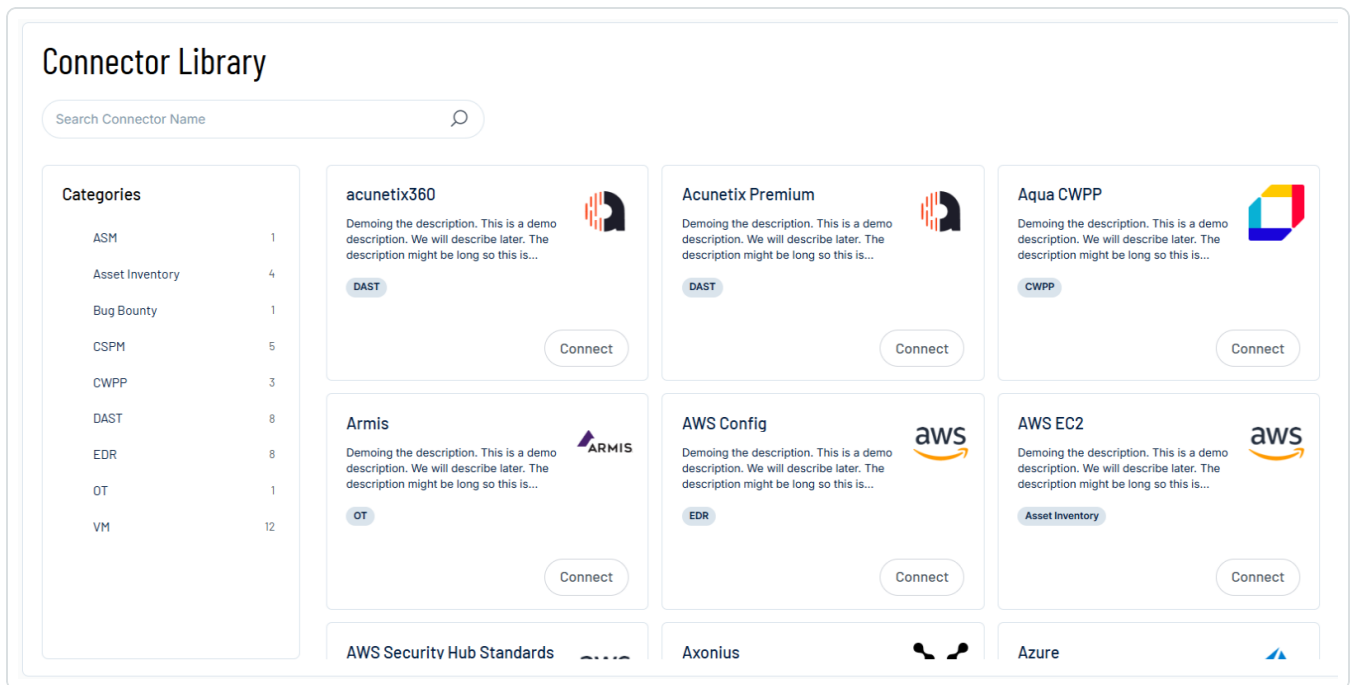 Connector Library
Search Connector Name
Categories
ASM 1
Asset Inventory 4
Bug Bounty 1
CSPM 5
CWPP 3
DAST 8
EDR 8
OT 1
VM 12
acunetix360
Demoing the description. This is a demo
description. We will describe later. The
description might be long so this is...
DAST
Connect
Acunetix Premium
Demoing the description. This is a demo
description. We will describe later. The
description might be long so this is...
DAST
Connect
Aqua CWPP
Demoing the description. This is a demo
description. We will describe later. The
description might be long so this is...
CWPP
Connect
Armis
ARMIS
Demoing the description. This is a demo
description. We will describe later. The
description might be long so this is...
OT
Connect
AWS Config
aws
Demoing the description. This is a demo
description. We will describe later. The
description might be long so this is...
EDR
Connect
AWS EC2
aws
Demoing the description. This is a demo
description. We will describe later. The
description might be long so this is...
Asset Inventory
Connect
AWS Security Hub Standards
Axonius
Azure